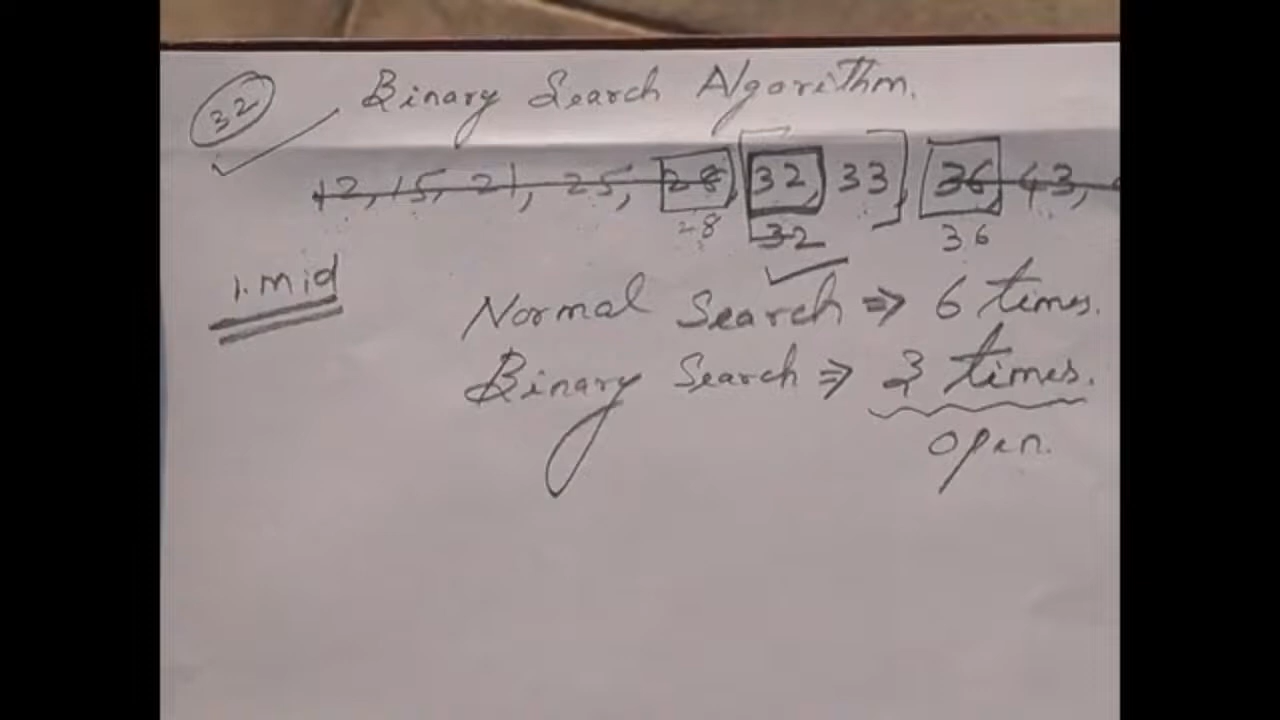 32 Binary Search Algorithm.
12, 15, 21, 25, 28, 32, 33, 36, 43,
28 32 36
1. mid
Normal Search ⇒ 6 times.
Binary Search ⇒ 3 times.
open.